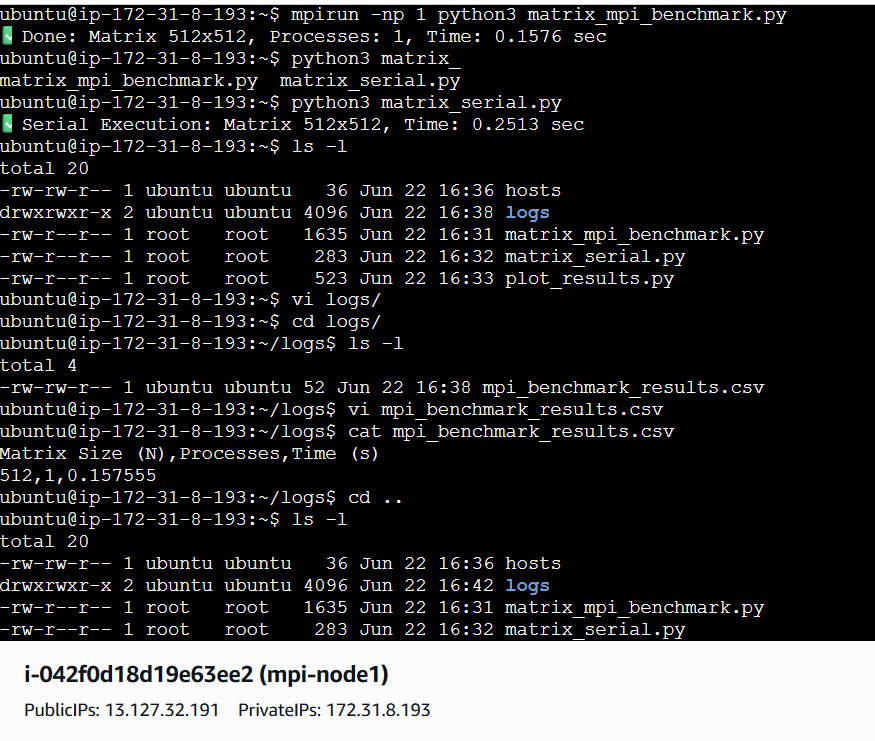 ubuntu@ip-172-31-8-193:~$ mpirun -np 1 python3 matrix_mpi_benchmark.py
✅ Done: Matrix 512x512, Processes: 1, Time: 0.1576 sec
ubuntu@ip-172-31-8-193:~$ python3 matrix_
matrix_mpi_benchmark.py  matrix_serial.py
ubuntu@ip-172-31-8-193:~$ python3 matrix_serial.py
✅ Serial Execution: Matrix 512x512, Time: 0.2513 sec
ubuntu@ip-172-31-8-193:~$ ls -l
total 20
-rw-rw-r-- 1 ubuntu ubuntu   36 Jun 22 16:36 hosts
drwxrwxr-x 2 ubuntu ubuntu 4096 Jun 22 16:38 logs
-rw-r--r-- 1 root   root   1635 Jun 22 16:31 matrix_mpi_benchmark.py
-rw-r--r-- 1 root   root    283 Jun 22 16:32 matrix_serial.py
-rw-r--r-- 1 root   root    523 Jun 22 16:33 plot_results.py
ubuntu@ip-172-31-8-193:~$ vi logs/
ubuntu@ip-172-31-8-193:~$ cd logs/
ubuntu@ip-172-31-8-193:~/logs$ ls -l
total 4
-rw-rw-r-- 1 ubuntu ubuntu 52 Jun 22 16:38 mpi_benchmark_results.csv
ubuntu@ip-172-31-8-193:~/logs$ vi mpi_benchmark_results.csv
ubuntu@ip-172-31-8-193:~/logs$ cat mpi_benchmark_results.csv
Matrix Size (N),Processes,Time (s)
512,1,0.157555
ubuntu@ip-172-31-8-193:~/logs$ cd ..
ubuntu@ip-172-31-8-193:~$ ls -l
total 20
-rw-rw-r-- 1 ubuntu ubuntu   36 Jun 22 16:36 hosts
drwxrwxr-x 2 ubuntu ubuntu 4096 Jun 22 16:42 logs
-rw-r--r-- 1 root   root   1635 Jun 22 16:31 matrix_mpi_benchmark.py
-rw-r--r-- 1 root   root    283 Jun 22 16:32 matrix_serial.py
i-042f0d18d19e63ee2 (mpi-node1)
PublicIPs: 13.127.32.191    PrivateIPs: 172.31.8.193